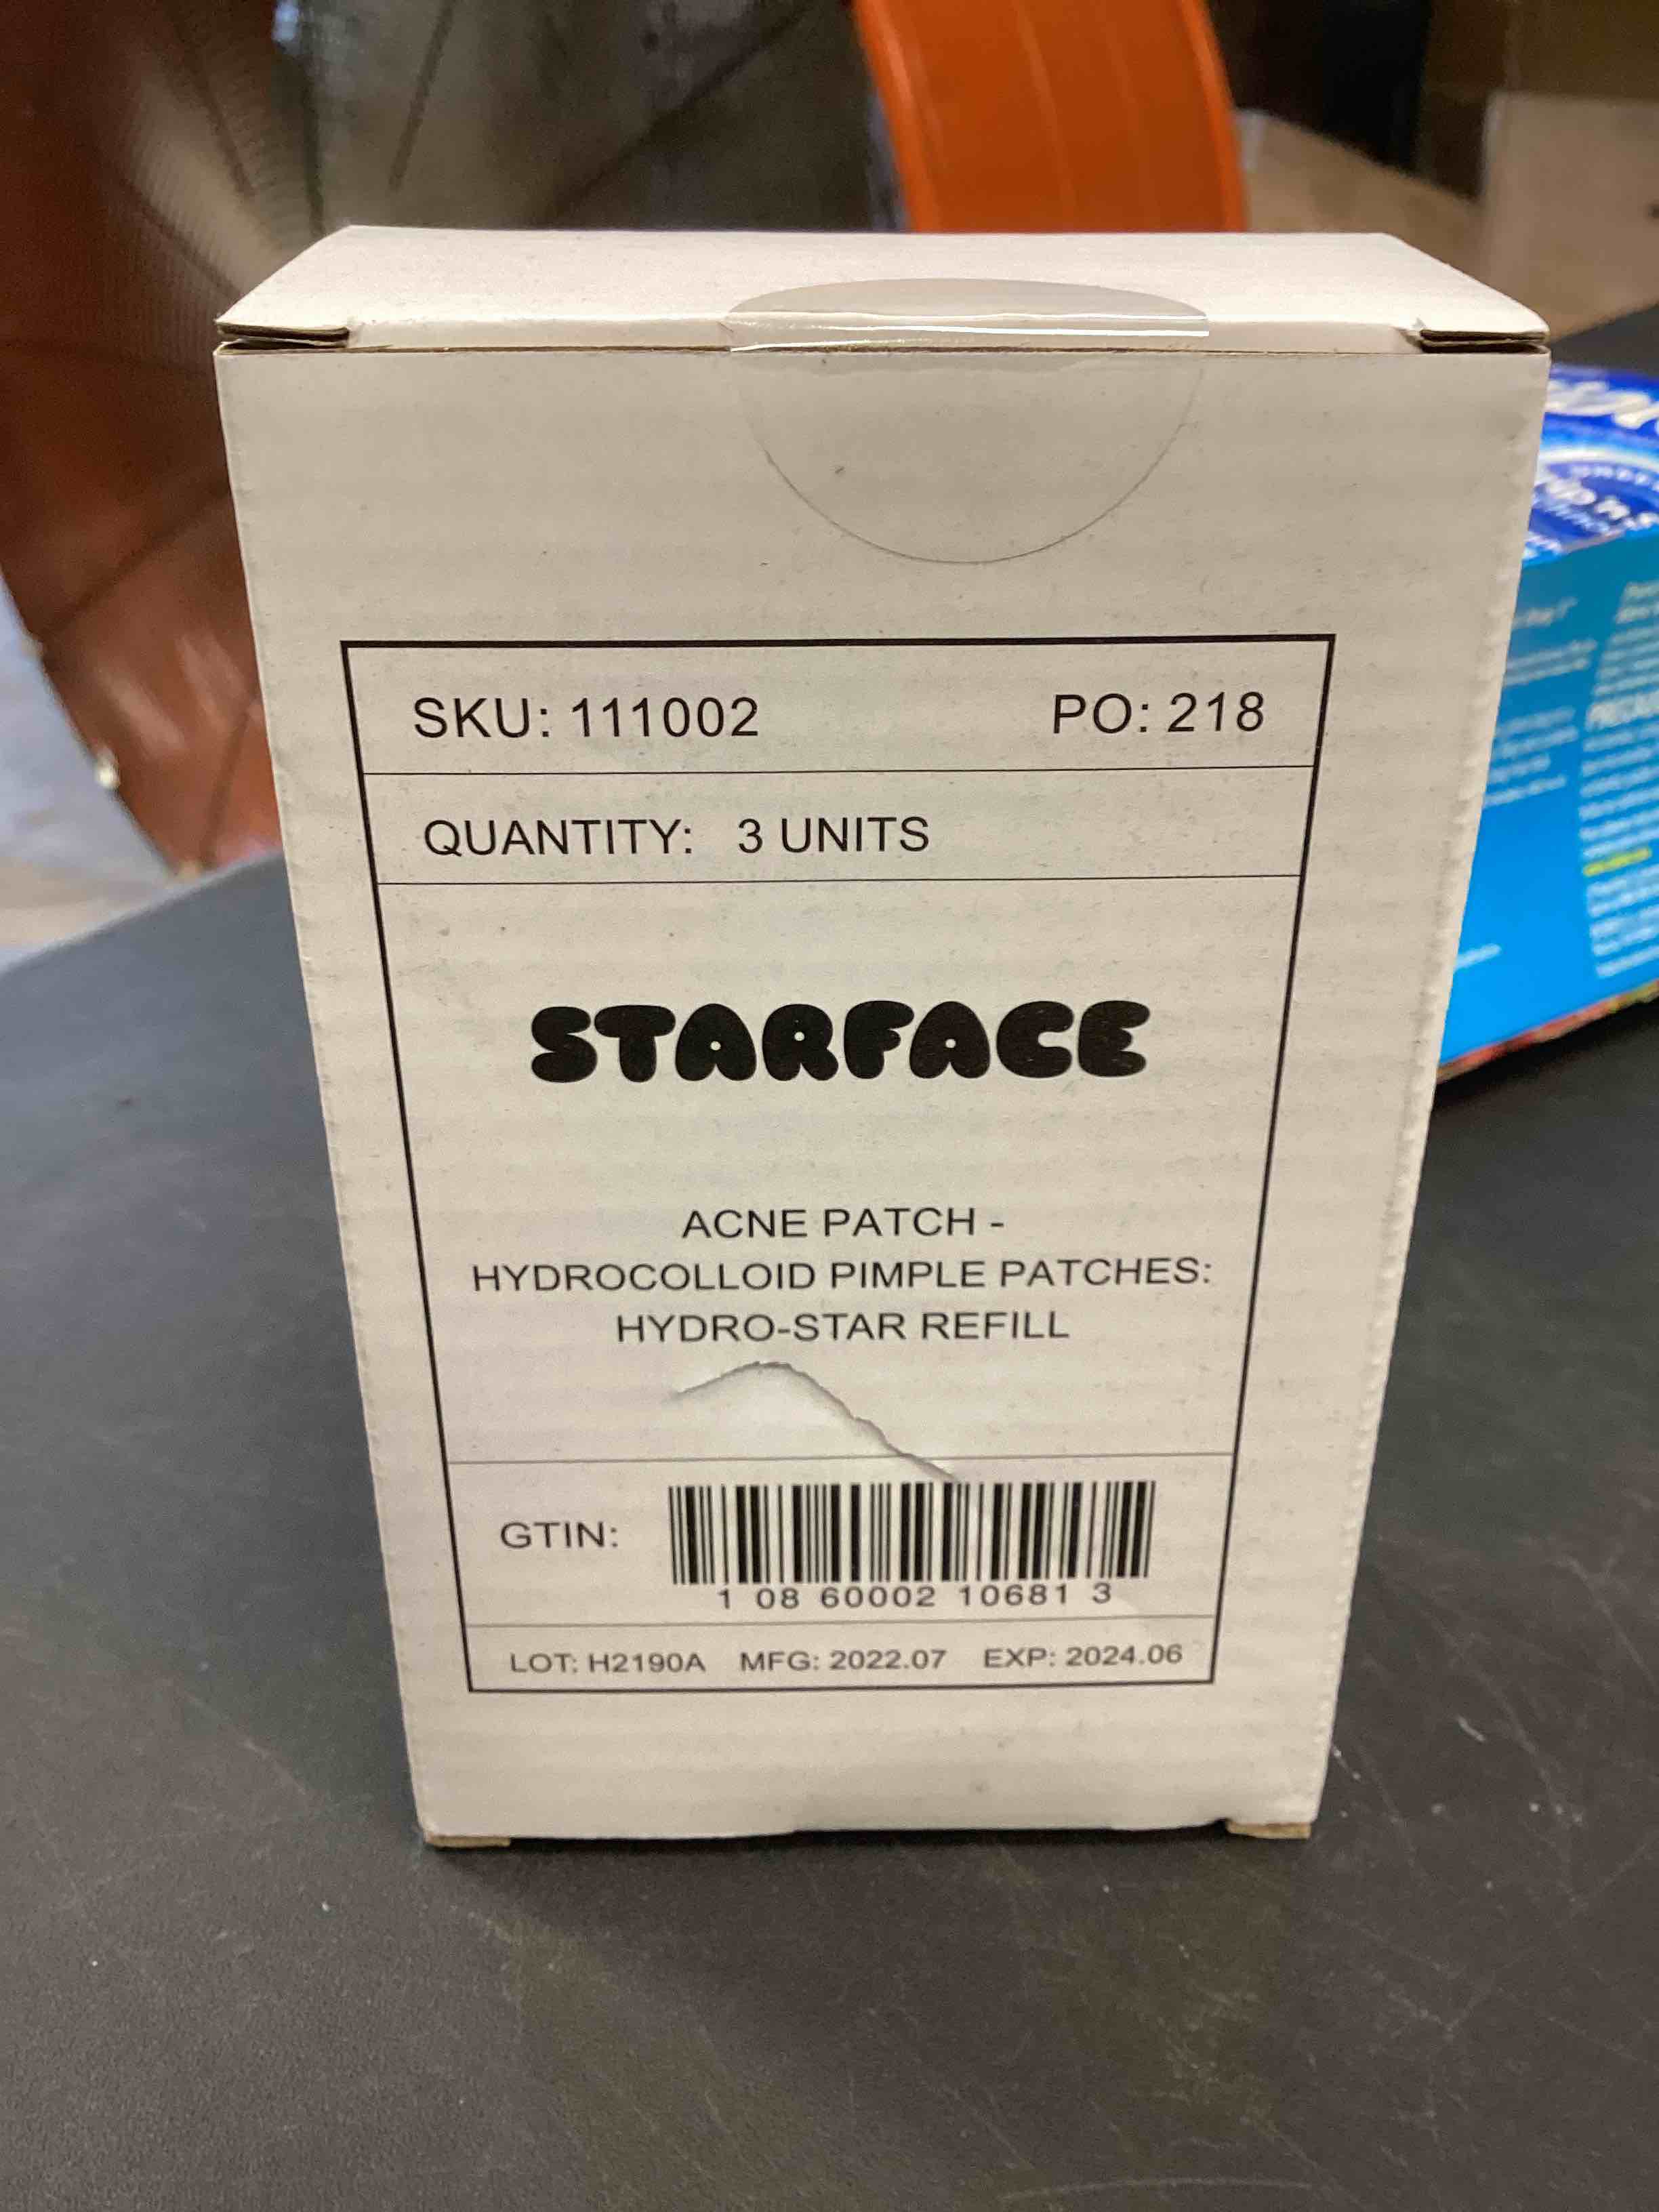 SKU: 111002 PO: 218
QUANTITY: 3 UNITS
STARFACE
ACNE PATCH -
HYDROCOLLOID PIMPLE PATCHES:
HYDRO-STAR REFILL
GTIN:
1 08 60002 10681 3
LOT: H2190A MFG: 2022.07 EXP: 2024.06